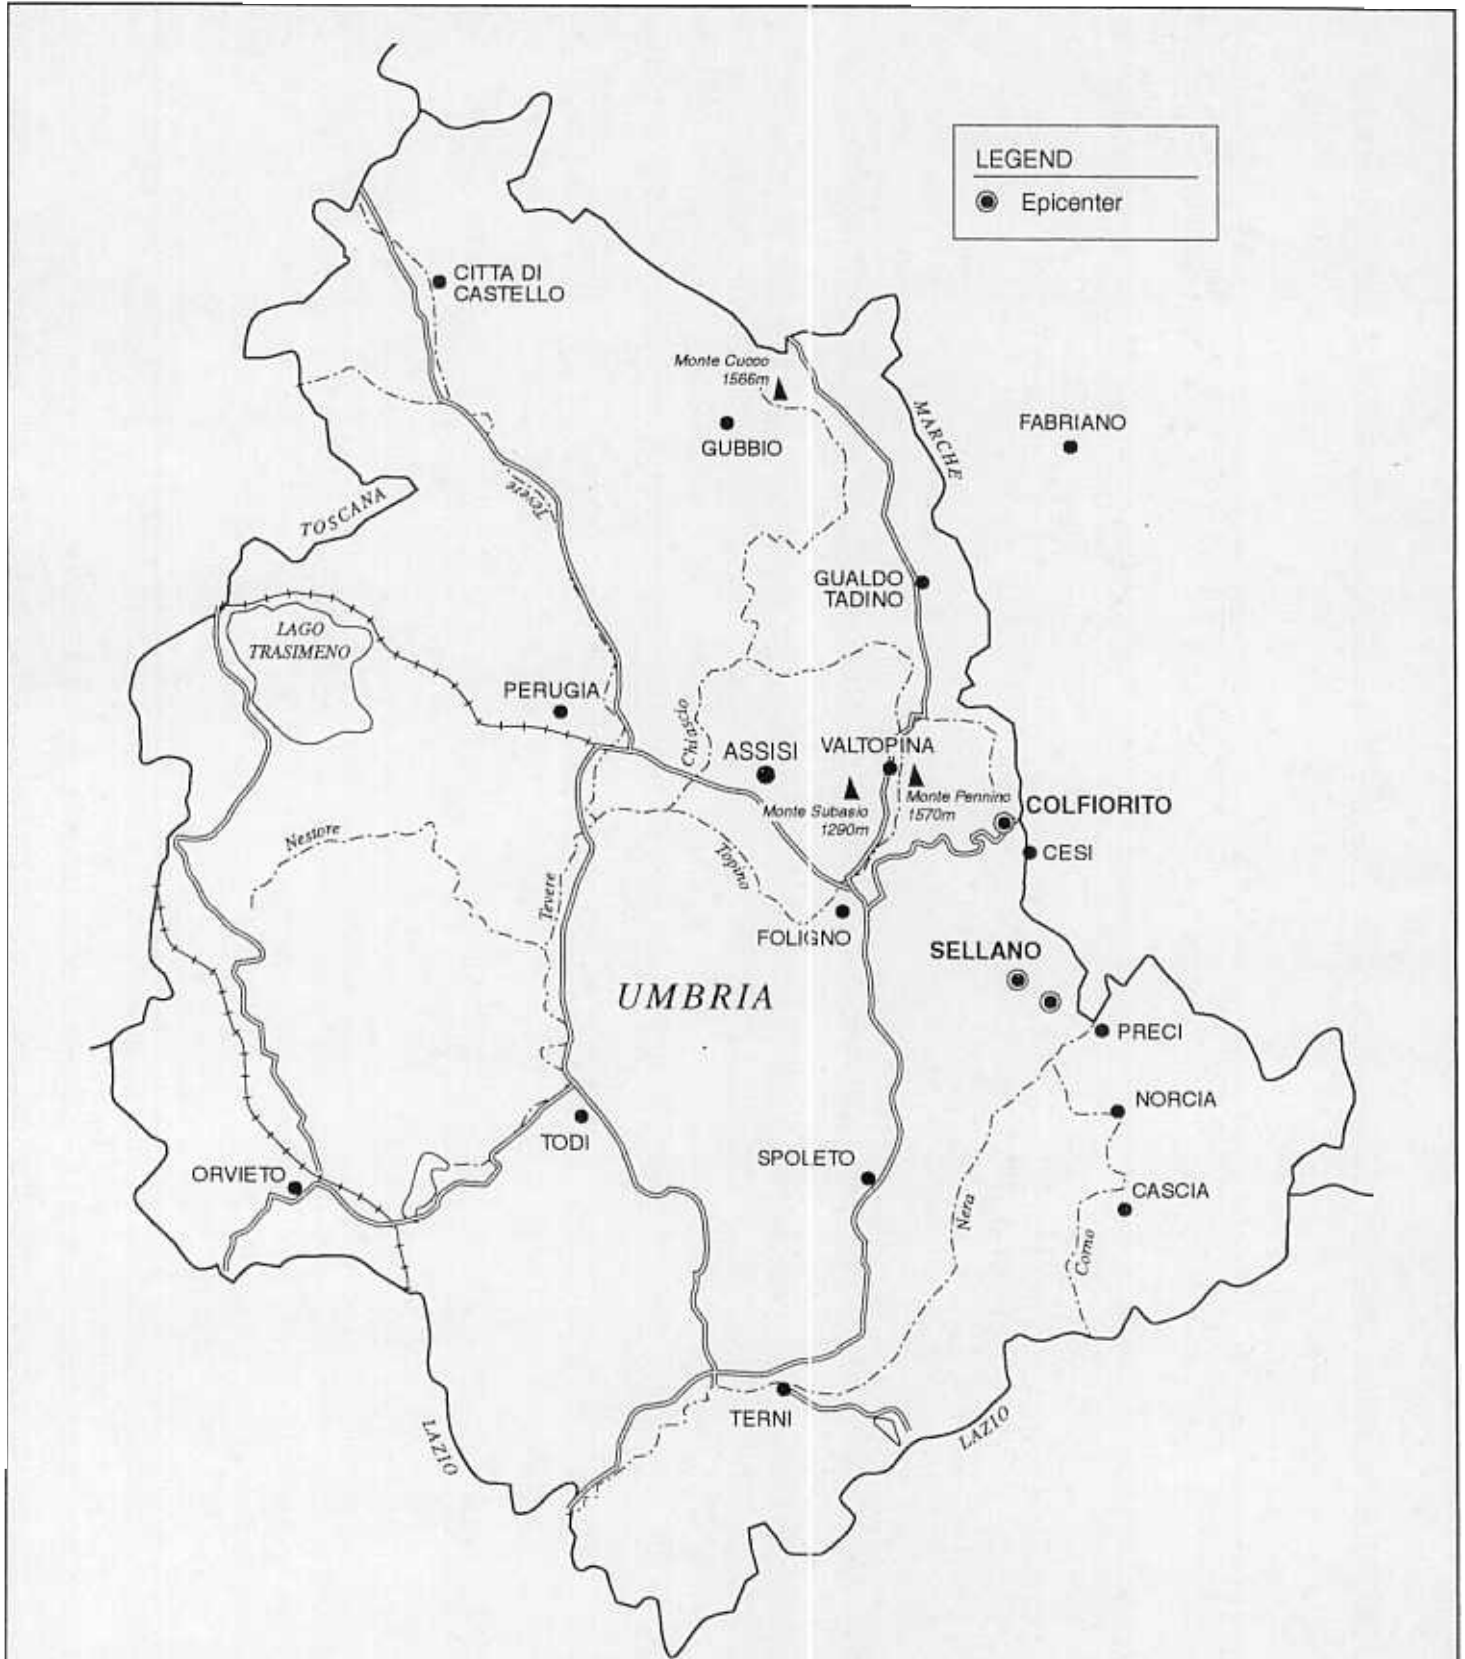 LEGEND
Epicenter
CITTA DI
CASTELLO
Monte Cucco
1566m
GUBBIO
MARCHE
FABRIANO
TOSCANA
Tevere
GUALDO
TADINO
LAGO
TRASIMENO
PERUGIA
Chiascio
ASSISI
VALTOPINA
Monte Subasio
1290m
Monte Pennino
1570m
COLFIORITO
CESI
Nestore
Topino
Tevere
FOLIGNO
SELLANO
UMBRIA
PRECI
NORCIA
TODI
SPOLETO
ORVIETO
CASCIA
Nera
Corno
TERNI
LAZIO
LAZIO